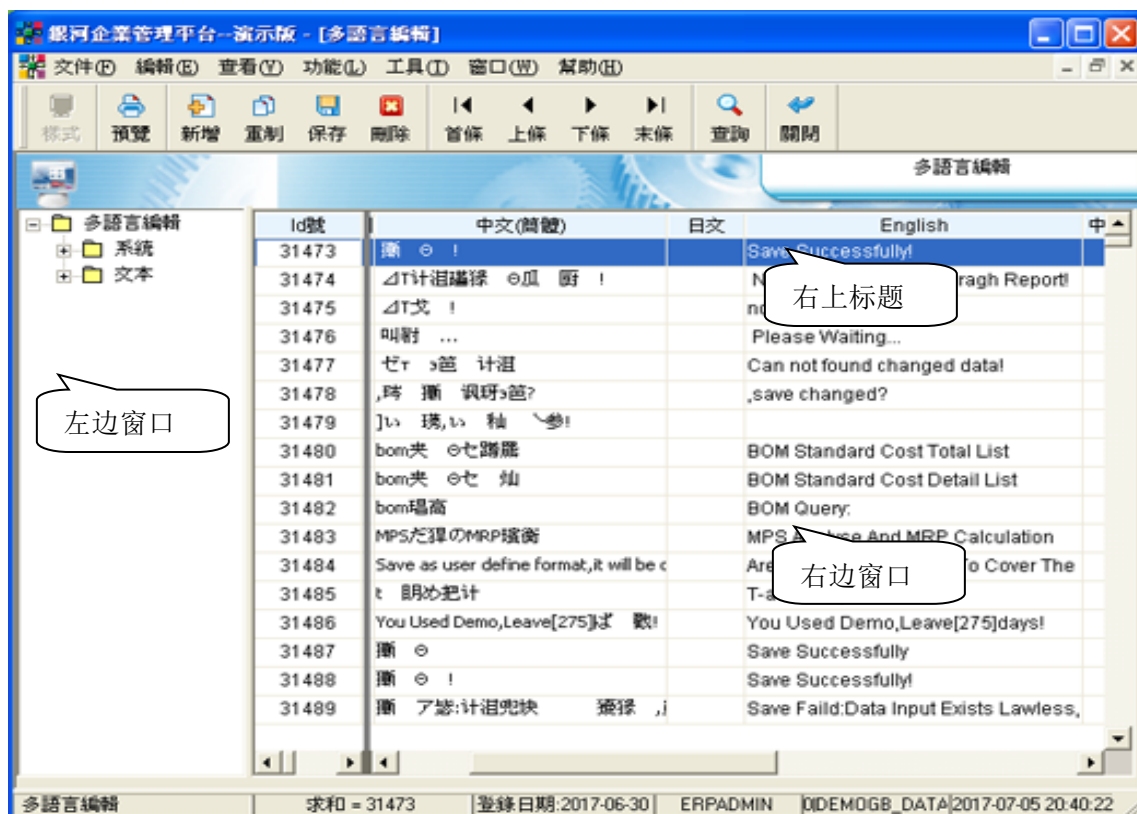 銀河企業管理平台--演示版 - [多語言編輯]
文件(F) 編輯(E) 查看(V) 功能(L) 工具(T) 窗口(W) 幫助(H)
樣式 預覽 新增 重制 保存 刪除 首條 上條 下條 末條 查詢 關閉
多語言編輯
多語言編輯
系統
文本
Id號 中文(簡體) 日文 English 中
31473 ! Save Successfully!
31474 ragh Report!
31475 !
31476 ... Please Waiting...
31477 Can not found changed data!
31478 ,save changed?
31479
31480 BOM Standard Cost Total List
31481 BOM Standard Cost Detail List
31482 BOM Query:
31483 MPS Analyse And MRP Calculation
31484 Save as user define format,it will be To Cover The
31485
31486 You Used Demo,Leave[275] You Used Demo,Leave[275]days!
31487 Save Successfully
31488 ! Save Successfully!
31489 Save Faild:Data Input Exists Lawless,
右上标题
左边窗口
右边窗口
多語言編輯 求和 = 31473 登錄日期:2017-06-30 ERPADMIN 0|DEMOGB_DATA 2017-07-05 20:40:22